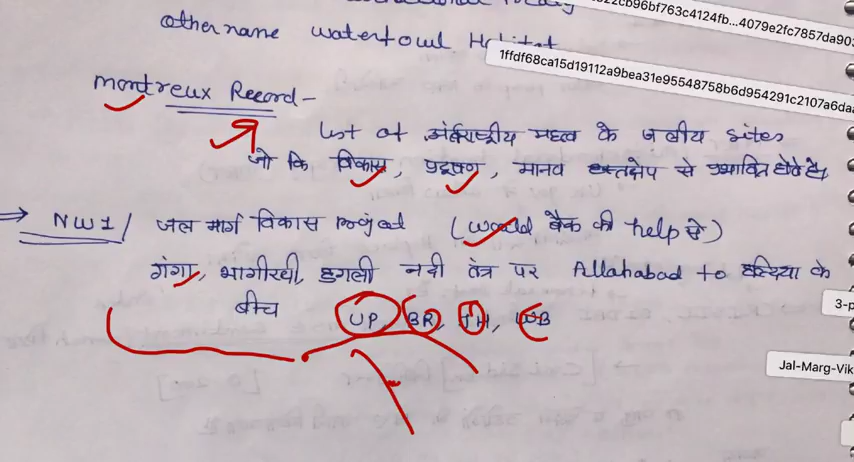 other name waterfowl Habitat
22cb96bf763c4124fb...4079e2fc7857da90
1ffdf68ca15d19112a9bea31e95548758b6d954291c2107a6da
montreux Record -
list of अंर्तराष्ट्रीय महत्व के जलीय sites
जो कि विकास, प्रदूषण, मानव हस्तक्षेप से प्रभावित होते है,
⇒ NW1 / जल मार्ग विकास project (world बैंक की help से)
गंगा, भागीरथी, हुगली नदी तंत्र पर Allahabad to हल्दिया के
बीच UP, BR, JH, WB
3-p
Jal-Marg-Vik